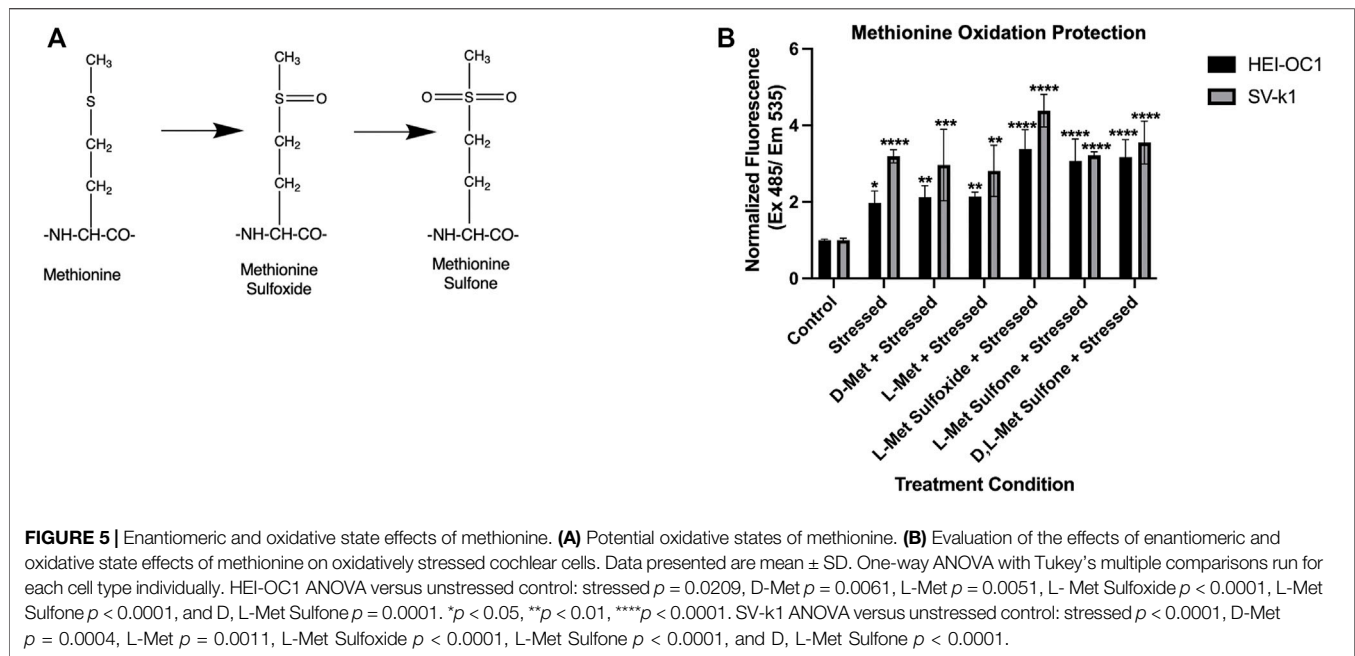 A
CH₃
S
CH₂
CH₂
-NH-CH-CO-
Methionine
CH₃
S=O
CH₂
CH₂
-NH-CH-CO-
Methionine
Sulfoxide
CH₃
O=S=O
CH₂
CH₂
-NH-CH-CO-
Methionine
Sulfone
B
Methionine Oxidation Protection
Normalized Fluorescence
(Ex 485/ Em 535)
6
4
2
0
* **** ** *** ** ** **** **** **** **** **** ****
HEI-OC1
SV-k1
Control
Stressed
D-Met + Stressed
L-Met + Stressed
L-Met Sulfoxide + Stressed
L-Met Sulfone + Stressed
D,L-Met Sulfone + Stressed
Treatment Condition
FIGURE 5 | Enantiomeric and oxidative state effects of methionine. (A) Potential oxidative states of methionine. (B) Evaluation of the effects of enantiomeric and
oxidative state effects of methionine on oxidatively stressed cochlear cells. Data presented are mean ± SD. One-way ANOVA with Tukey's multiple comparisons run for
each cell type individually. HEI-OC1 ANOVA versus unstressed control: stressed p = 0.0209, D-Met p = 0.0061, L-Met p = 0.0051, L- Met Sulfoxide p < 0.0001, L-Met
Sulfone p < 0.0001, and D, L-Met Sulfone p = 0.0001. *p < 0.05, **p < 0.01, ****p < 0.0001. SV-k1 ANOVA versus unstressed control: stressed p < 0.0001, D-Met
p = 0.0004, L-Met p = 0.0011, L-Met Sulfoxide p < 0.0001, L-Met Sulfone p < 0.0001, and D, L-Met Sulfone p < 0.0001.